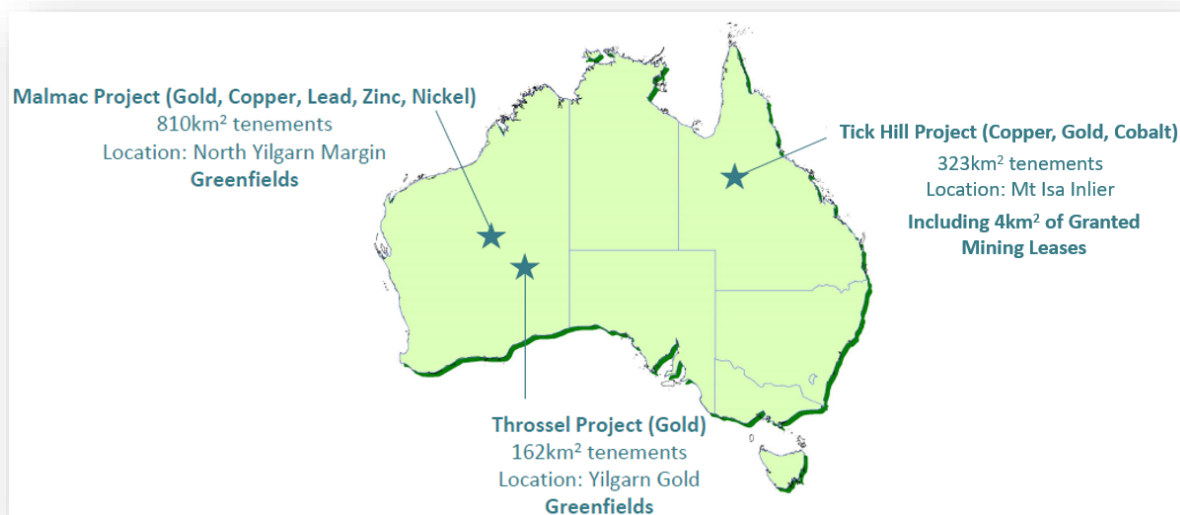 Malmac Project (Gold, Copper, Lead, Zinc, Nickel)
810km² tenements
Location: North Yilgarn Margin
Greenfields
Tick Hill Project (Copper, Gold, Cobalt)
323km² tenements
Location: Mt Isa Inlier
Including 4km² of Granted
Mining Leases
Throssel Project (Gold)
162km² tenements
Location: Yilgarn Gold
Greenfields